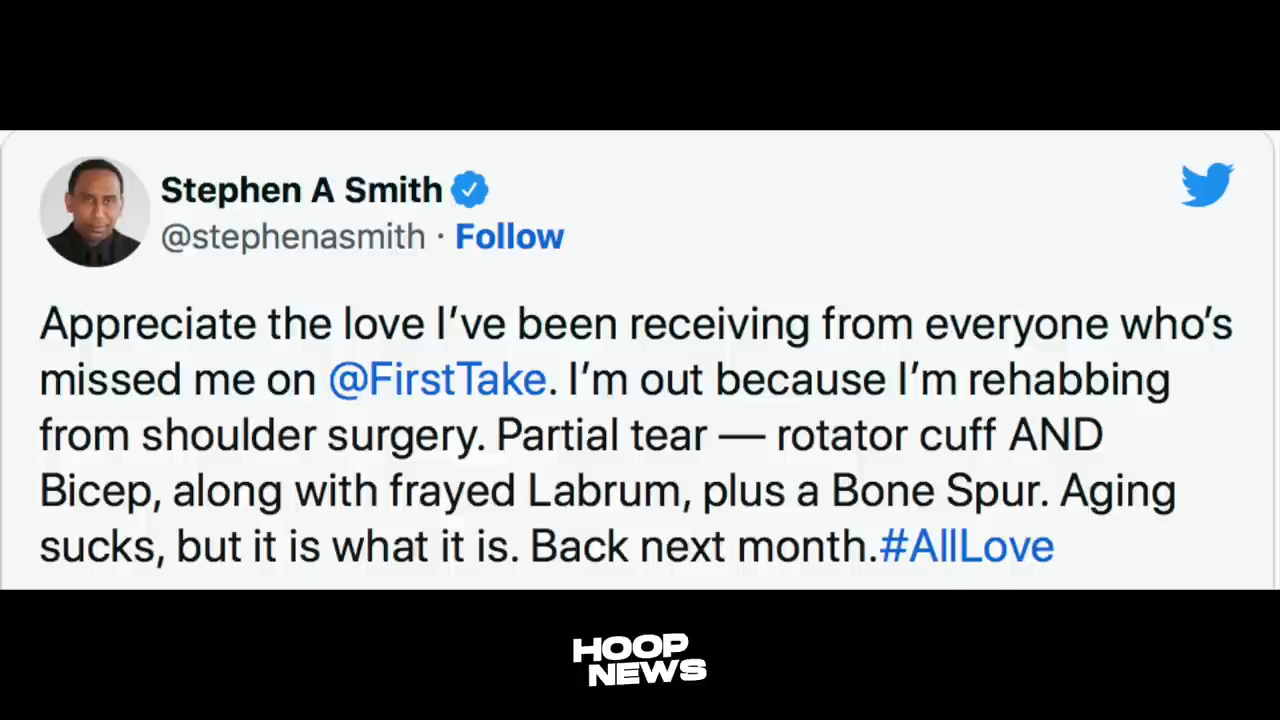 Stephen A Smith
@stephenasmith · Follow
Appreciate the love I’ve been receiving from everyone who’s
missed me on @FirstTake. I’m out because I’m rehabbing
from shoulder surgery. Partial tear — rotator cuff AND
Bicep, along with frayed Labrum, plus a Bone Spur. Aging
sucks, but it is what it is. Back next month.#AllLove
HOOP
NEWS